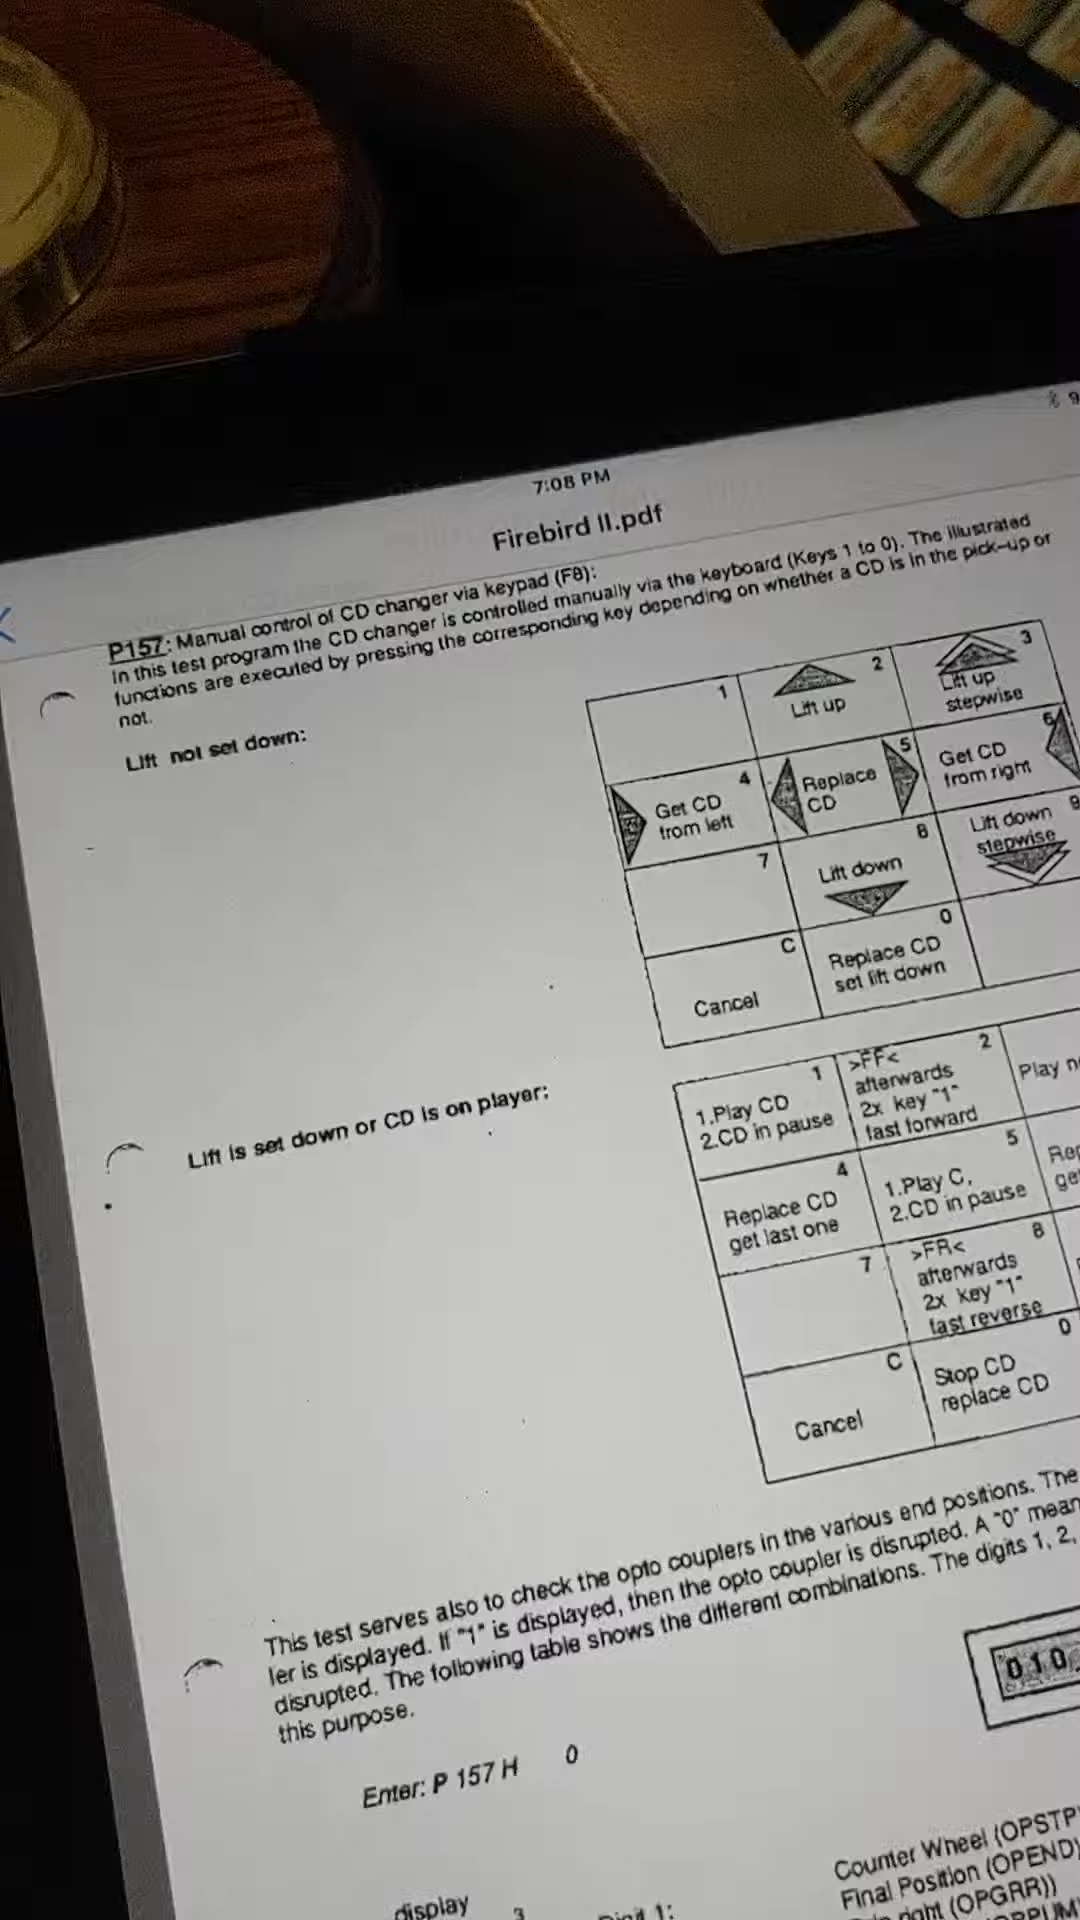 9
7:08 PM
Firebird II.pdf
P157: Manual control of CD changer via keypad (F8):
In this test program the CD changer is controlled manually via the keyboard (Keys 1 to 0). The illustrated
functions are executed by pressing the corresponding key depending on whether a CD is in the pick-up or
not.
Lift not set down:
1
2
Lift up
3
Lift up
stepwise
4
Get CD
from left
5
Replace
CD
6
Get CD
from right
7
8
Lift down
9
Lift down
stepwise
C
Cancel
0
Replace CD
set lift down
Lift is set down or CD is on player:
1
1.Play CD
2.CD in pause
2
>FF<
afterwards
2x key "1"
fast forward
Play
4
Replace CD
get last one
5
1.Play C,
2.CD in pause
7
8
>FR<
afterwards
2x key "1"
fast reverse
C
Cancel
0
Stop CD
replace CD
This test serves also to check the opto couplers in the various end positions. The
ler is displayed. If "1" is displayed, then the opto coupler is disrupted. A "0"
disrupted. The following table shows the different combinations. The digits 1, 2,
this purpose.
010
Enter: P 157 H 0
Counter Wheel (OPSTP
Final Position (OPEND)
right (OPGRR))
display
3
Digit 1: